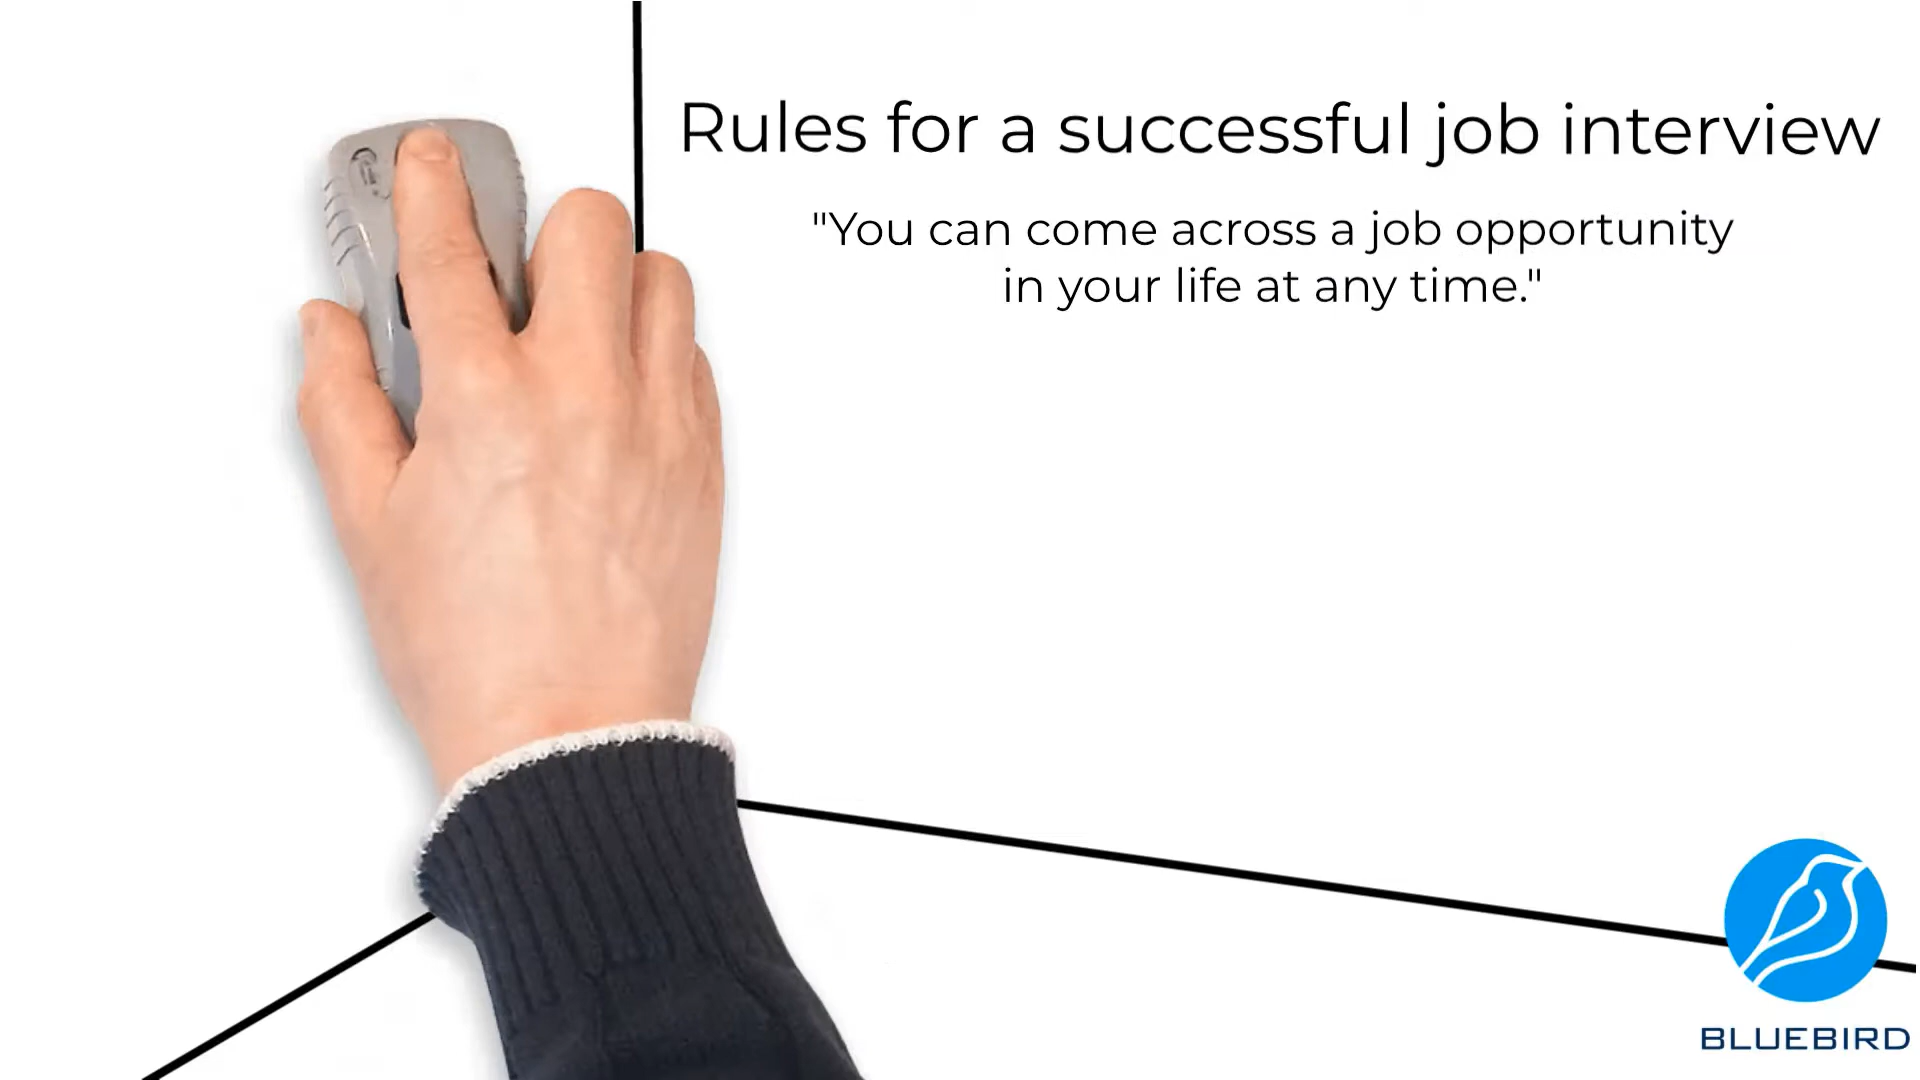 Rules for a successful job interview
"You can come across a job opportunity
in your life at any time."
BLUEBIRD